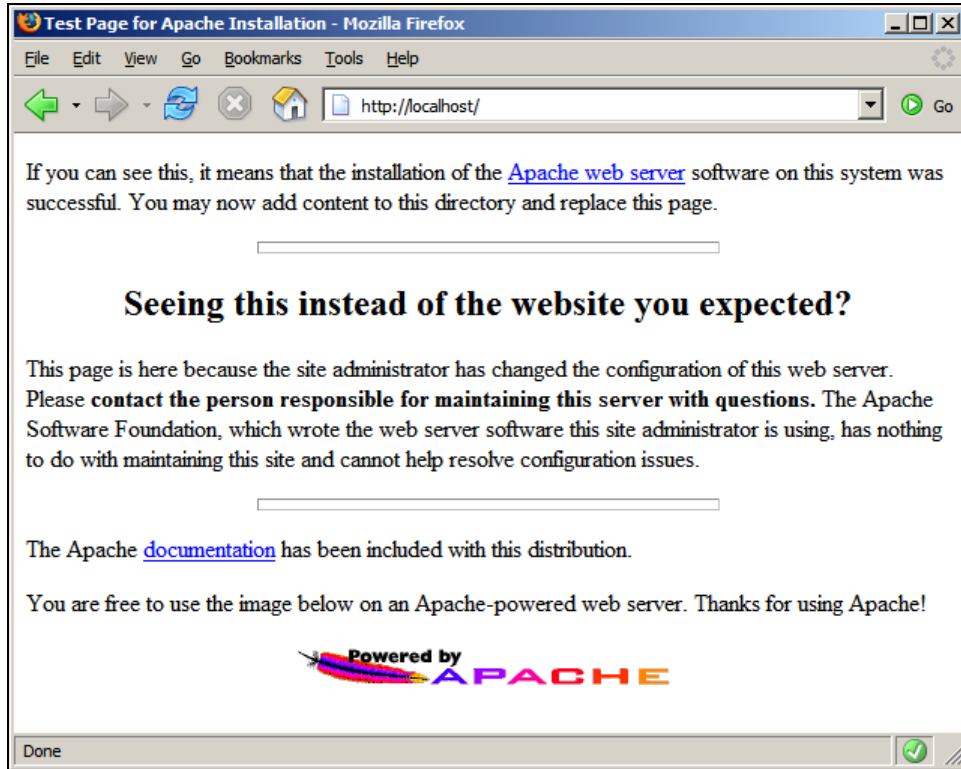 Test Page for Apache Installation - Mozilla Firefox
File Edit View Go Bookmarks Tools Help
http://localhost/ Go
If you can see this, it means that the installation of the Apache web server software on this system was
successful. You may now add content to this directory and replace this page.
Seeing this instead of the website you expected?
This page is here because the site administrator has changed the configuration of this web server.
Please contact the person responsible for maintaining this server with questions. The Apache
Software Foundation, which wrote the web server software this site administrator is using, has nothing
to do with maintaining this site and cannot help resolve configuration issues.
The Apache documentation has been included with this distribution.
You are free to use the image below on an Apache-powered web server. Thanks for using Apache!
Powered by
APACHE
Done